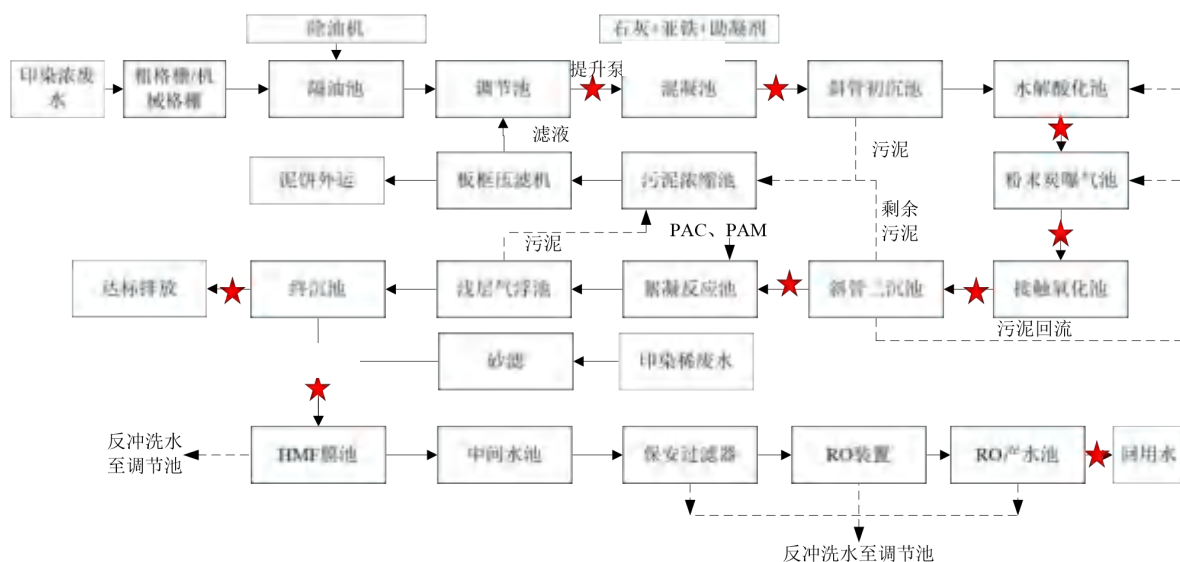 除油机
石灰+亚铁+助凝剂
印染浓废
水
粗格栅/机
械格栅
隔油池
调节池
提升泵
混凝池
斜管初沉池
水解酸化池
滤液
污泥
泥饼外运
板框压滤机
污泥浓缩池
粉末炭曝气池
剩余
污泥
污泥
PAC、PAM
达标排放
终沉池
浅层气浮池
絮凝反应池
斜管二沉池
接触氧化池
污泥回流
砂滤
印染稀废水
反冲洗水
至调节池
HMF膜池
中间水池
保安过滤器
RO装置
RO产水池
回用水
反冲洗水至调节池